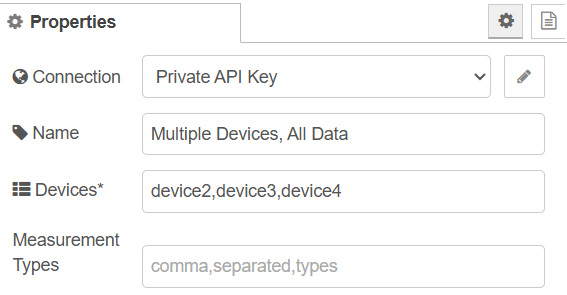 Properties
Connection Private API Key
Name Multiple Devices, All Data
Devices* device2,device3,device4
Measurement
Types comma,separated,types